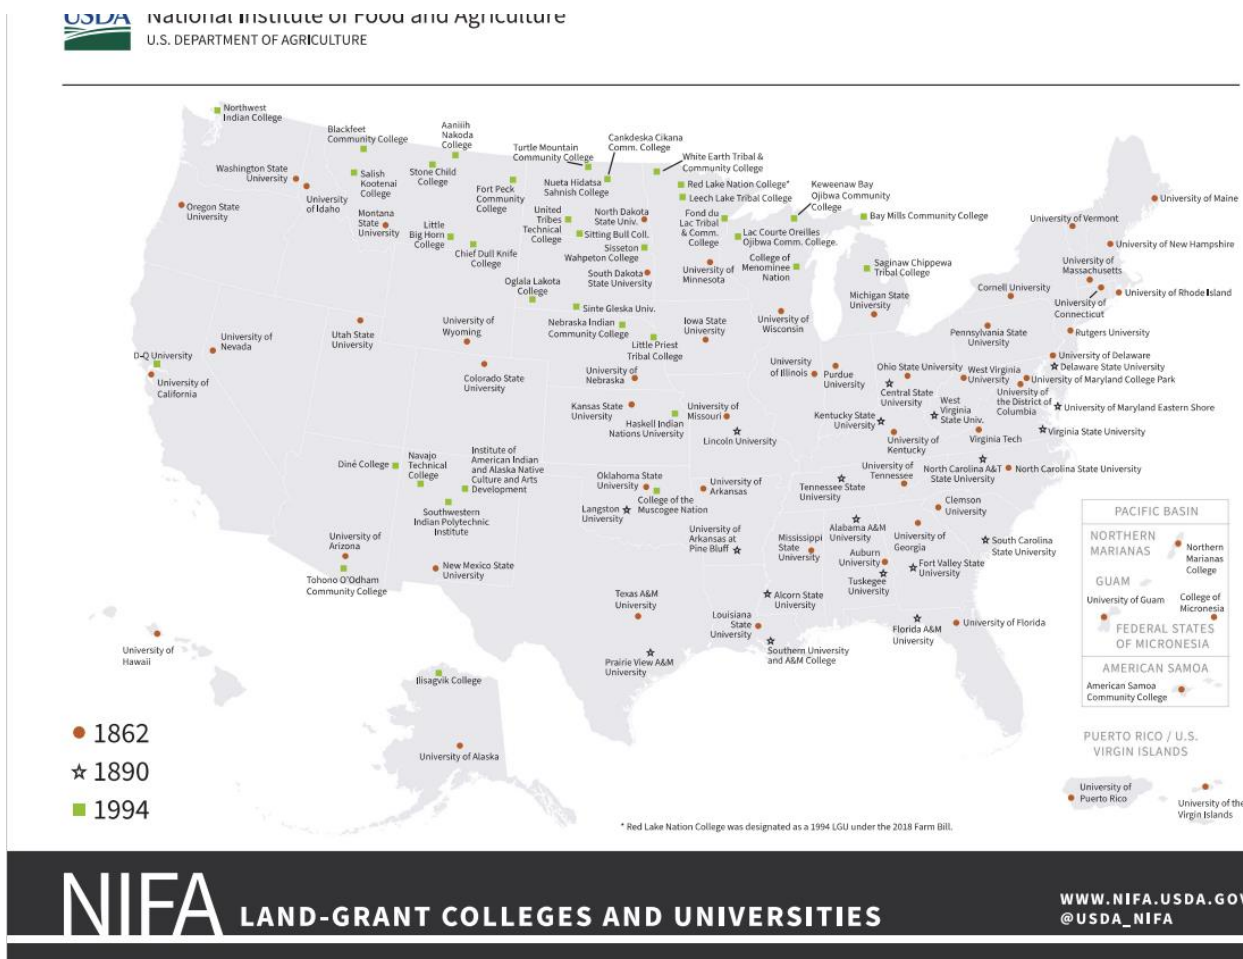 USDA National Institute of Food and Agriculture
U.S. DEPARTMENT OF AGRICULTURE
Northwest
Indian College
Blackfeet
Community College
Aaniiih
Nakoda
College
Turtle Mountain
Community College
Cankdeska Cikana
Comm. College
White Earth Tribal &
Community College
Washington State
University
University
of Idaho
Salish
Kootenai
College
Stone Child
College
Fort Peck
Community
College
Nueta Hidatsa
Sahnish College
Red Lake Nation College*
Leech Lake Tribal College
Keweenaw Bay
Ojibwa Community
College
Bay Mills Community College
Oregon State
University
Montana
State
University
Little
Big Horn
College
Chief Dull Knife
College
United
Tribes
Technical
College
North Dakota
State Univ.
Sitting Bull Coll.
Sisseton
Wahpeton College
Fond du
Lac Tribal
& Comm.
College
Lac Courte Oreilles
Ojibwa Comm. College.
College of
Menominee
Nation
Saginaw Chippewa
Tribal College
University of Maine
University of Vermont
University of New Hampshire
University of
Massachusetts
University of Rhode Island
University of
Connecticut
Cornell University
Oglala Lakota
College
South Dakota
State University
University of
Minnesota
Michigan State
University
Sinte Gleska Univ.
University of
Nevada
Utah State
University
University of
Wyoming
Nebraska Indian
Community College
Little Priest
Tribal College
Iowa State
University
University of
Wisconsin
Pennsylvania State
University
Rutgers University
D-Q University
University of
California
Colorado State
University
University of
Nebraska
University
of Illinois
Purdue
University
Ohio State University
West Virginia
University
University of Delaware
Delaware State University
University of Maryland College Park
University of
the District of
Columbia
Central State
University
West
Virginia
State Univ.
University of Maryland Eastern Shore
Kansas State
University
Haskell Indian
Nations University
University of
Missouri
Lincoln University
Kentucky State
University
University of
Kentucky
Virginia Tech
Virginia State University
Diné College
Navajo
Technical
College
Institute of
American Indian
and Alaska Native
Culture and Arts
Development
Southwestern
Indian Polytechnic
Institute
Oklahoma State
University
College of the
Muscogee Nation
Langston
University
University of
Arkansas
University of
Tennessee
Tennessee State
University
North Carolina A&T
State University
North Carolina State University
Clemson
University
University of
Arkansas at
Pine Bluff
Mississippi
State
University
Alabama A&M
University
University of
Georgia
South Carolina
State University
Auburn
University
Tuskegee
University
Fort Valley State
University
University of
Arizona
Tohono O'Odham
Community College
New Mexico State
University
Texas A&M
University
Prairie View A&M
University
Louisiana
State
University
Alcorn State
University
Southern University
and A&M College
Florida A&M
University
University of Florida
PACIFIC BASIN
NORTHERN
MARIANAS
Northern
Marianas
College
GUAM
University of Guam
College of
Micronesia
FEDERAL STATES
OF MICRONESIA
AMERICAN SAMOA
American Samoa
Community College
PUERTO RICO / U.S.
VIRGIN ISLANDS
University of
Puerto Rico
University of the
Virgin Islands
University of
Hawaii
Ilisagvik College
University of Alaska
1862
1890
1994
* Red Lake Nation College was designated as a 1994 LGU under the 2018 Farm Bill.
NIFA LAND-GRANT COLLEGES AND UNIVERSITIES
WWW.NIFA.USDA.GOV
@USDA_NIFA